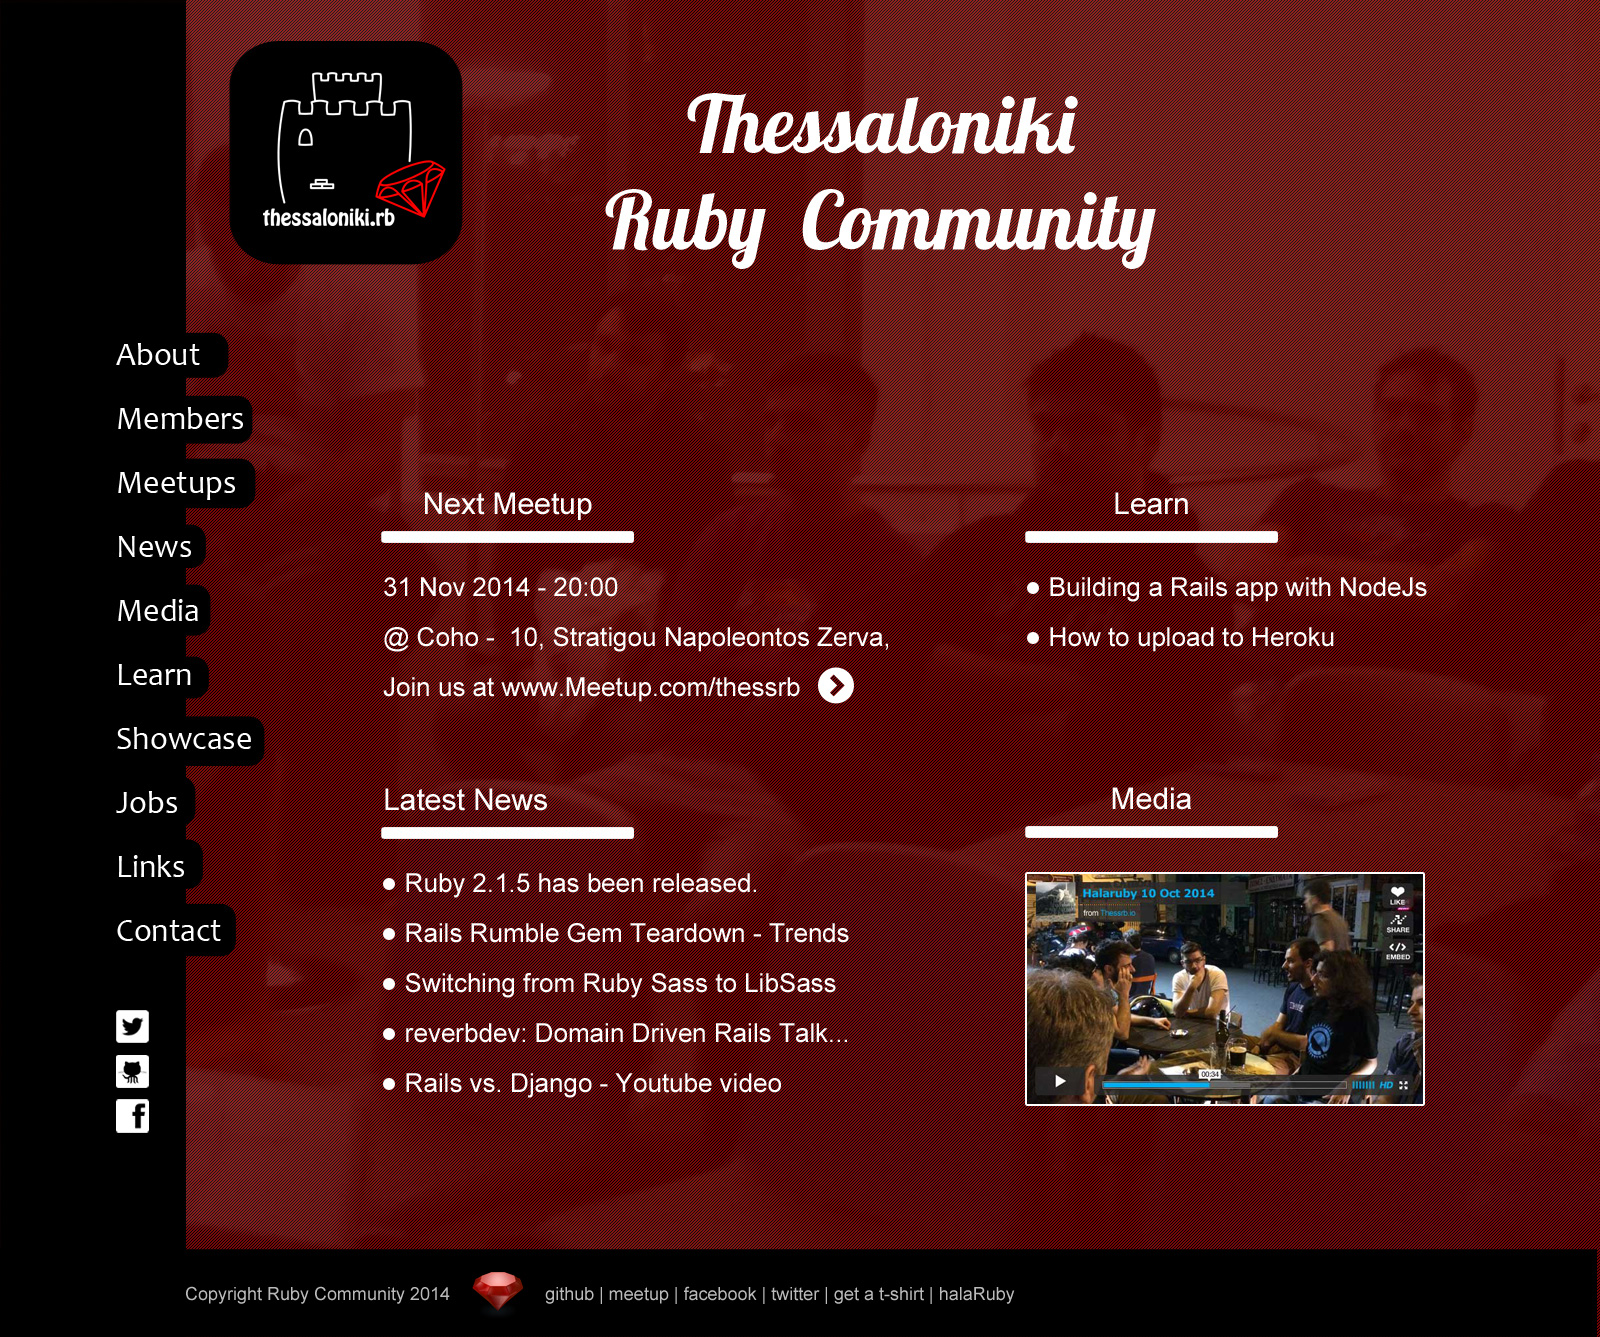 thessaloniki.rb
Thessaloniki
Ruby Community
About
Members
Meetups
News
Media
Learn
Showcase
Jobs
Links
Contact
Next Meetup
31 Nov 2014 - 20:00
@ Coho - 10, Stratigou Napoleontos Zerva,
Join us at www.Meetup.com/thessrb
Learn
• Building a Rails app with NodeJs
• How to upload to Heroku
Latest News
• Ruby 2.1.5 has been released.
• Rails Rumble Gem Teardown - Trends
• Switching from Ruby Sass to LibSass
• reverbdev: Domain Driven Rails Talk...
• Rails vs. Django - Youtube video
Media
Halaruby 10 Oct 2014
from Thessrb.io
LIKE
SHARE
EMBED
00:34
HD
Copyright Ruby Community 2014
github | meetup | facebook | twitter | get a t-shirt | halaRuby